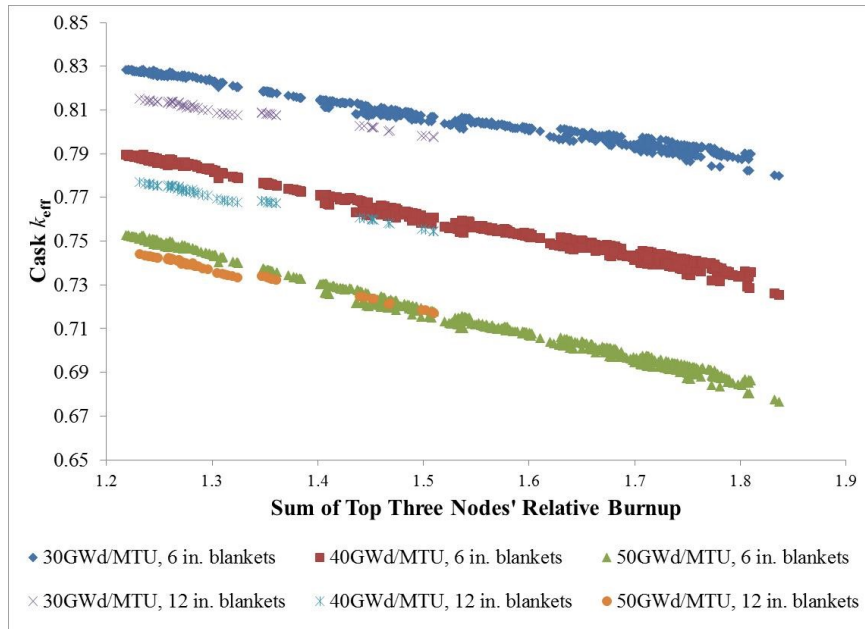 0.85
0.83
0.81
0.79
0.77
0.75
0.73
0.71
0.69
0.67
0.65
Cask keff
1.2 1.3 1.4 1.5 1.6 1.7 1.8 1.9
Sum of Top Three Nodes' Relative Burnup
30GWd/MTU, 6 in. blankets 40GWd/MTU, 6 in. blankets 50GWd/MTU, 6 in. blankets
30GWd/MTU, 12 in. blankets 40GWd/MTU, 12 in. blankets 50GWd/MTU, 12 in. blankets